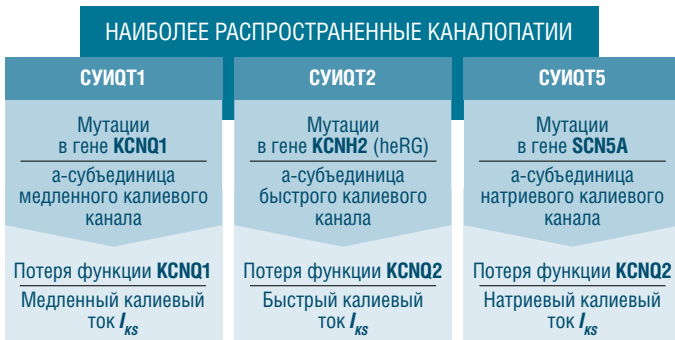 НАИБОЛЕЕ РАСПРОСТРАНЕННЫЕ КАНАЛОПАТИИ
СУИQT1
Мутации
в гене KCNQ1
а-субъединица
медленного калиевого
канала
Потеря функции KCNQ1
Медленный калиевый
ток IKS
СУИQT2
Мутации
в гене KCNH2 (heRG)
а-субъединица
быстрого калиевого
канала
Потеря функции KCNQ2
Быстрый калиевый
ток IKS
СУИQT5
Мутации
в гене SCN5A
а-субъединица
натриевого калиевого
канала
Потеря функции KCNQ2
Натриевый калиевый
ток IKS